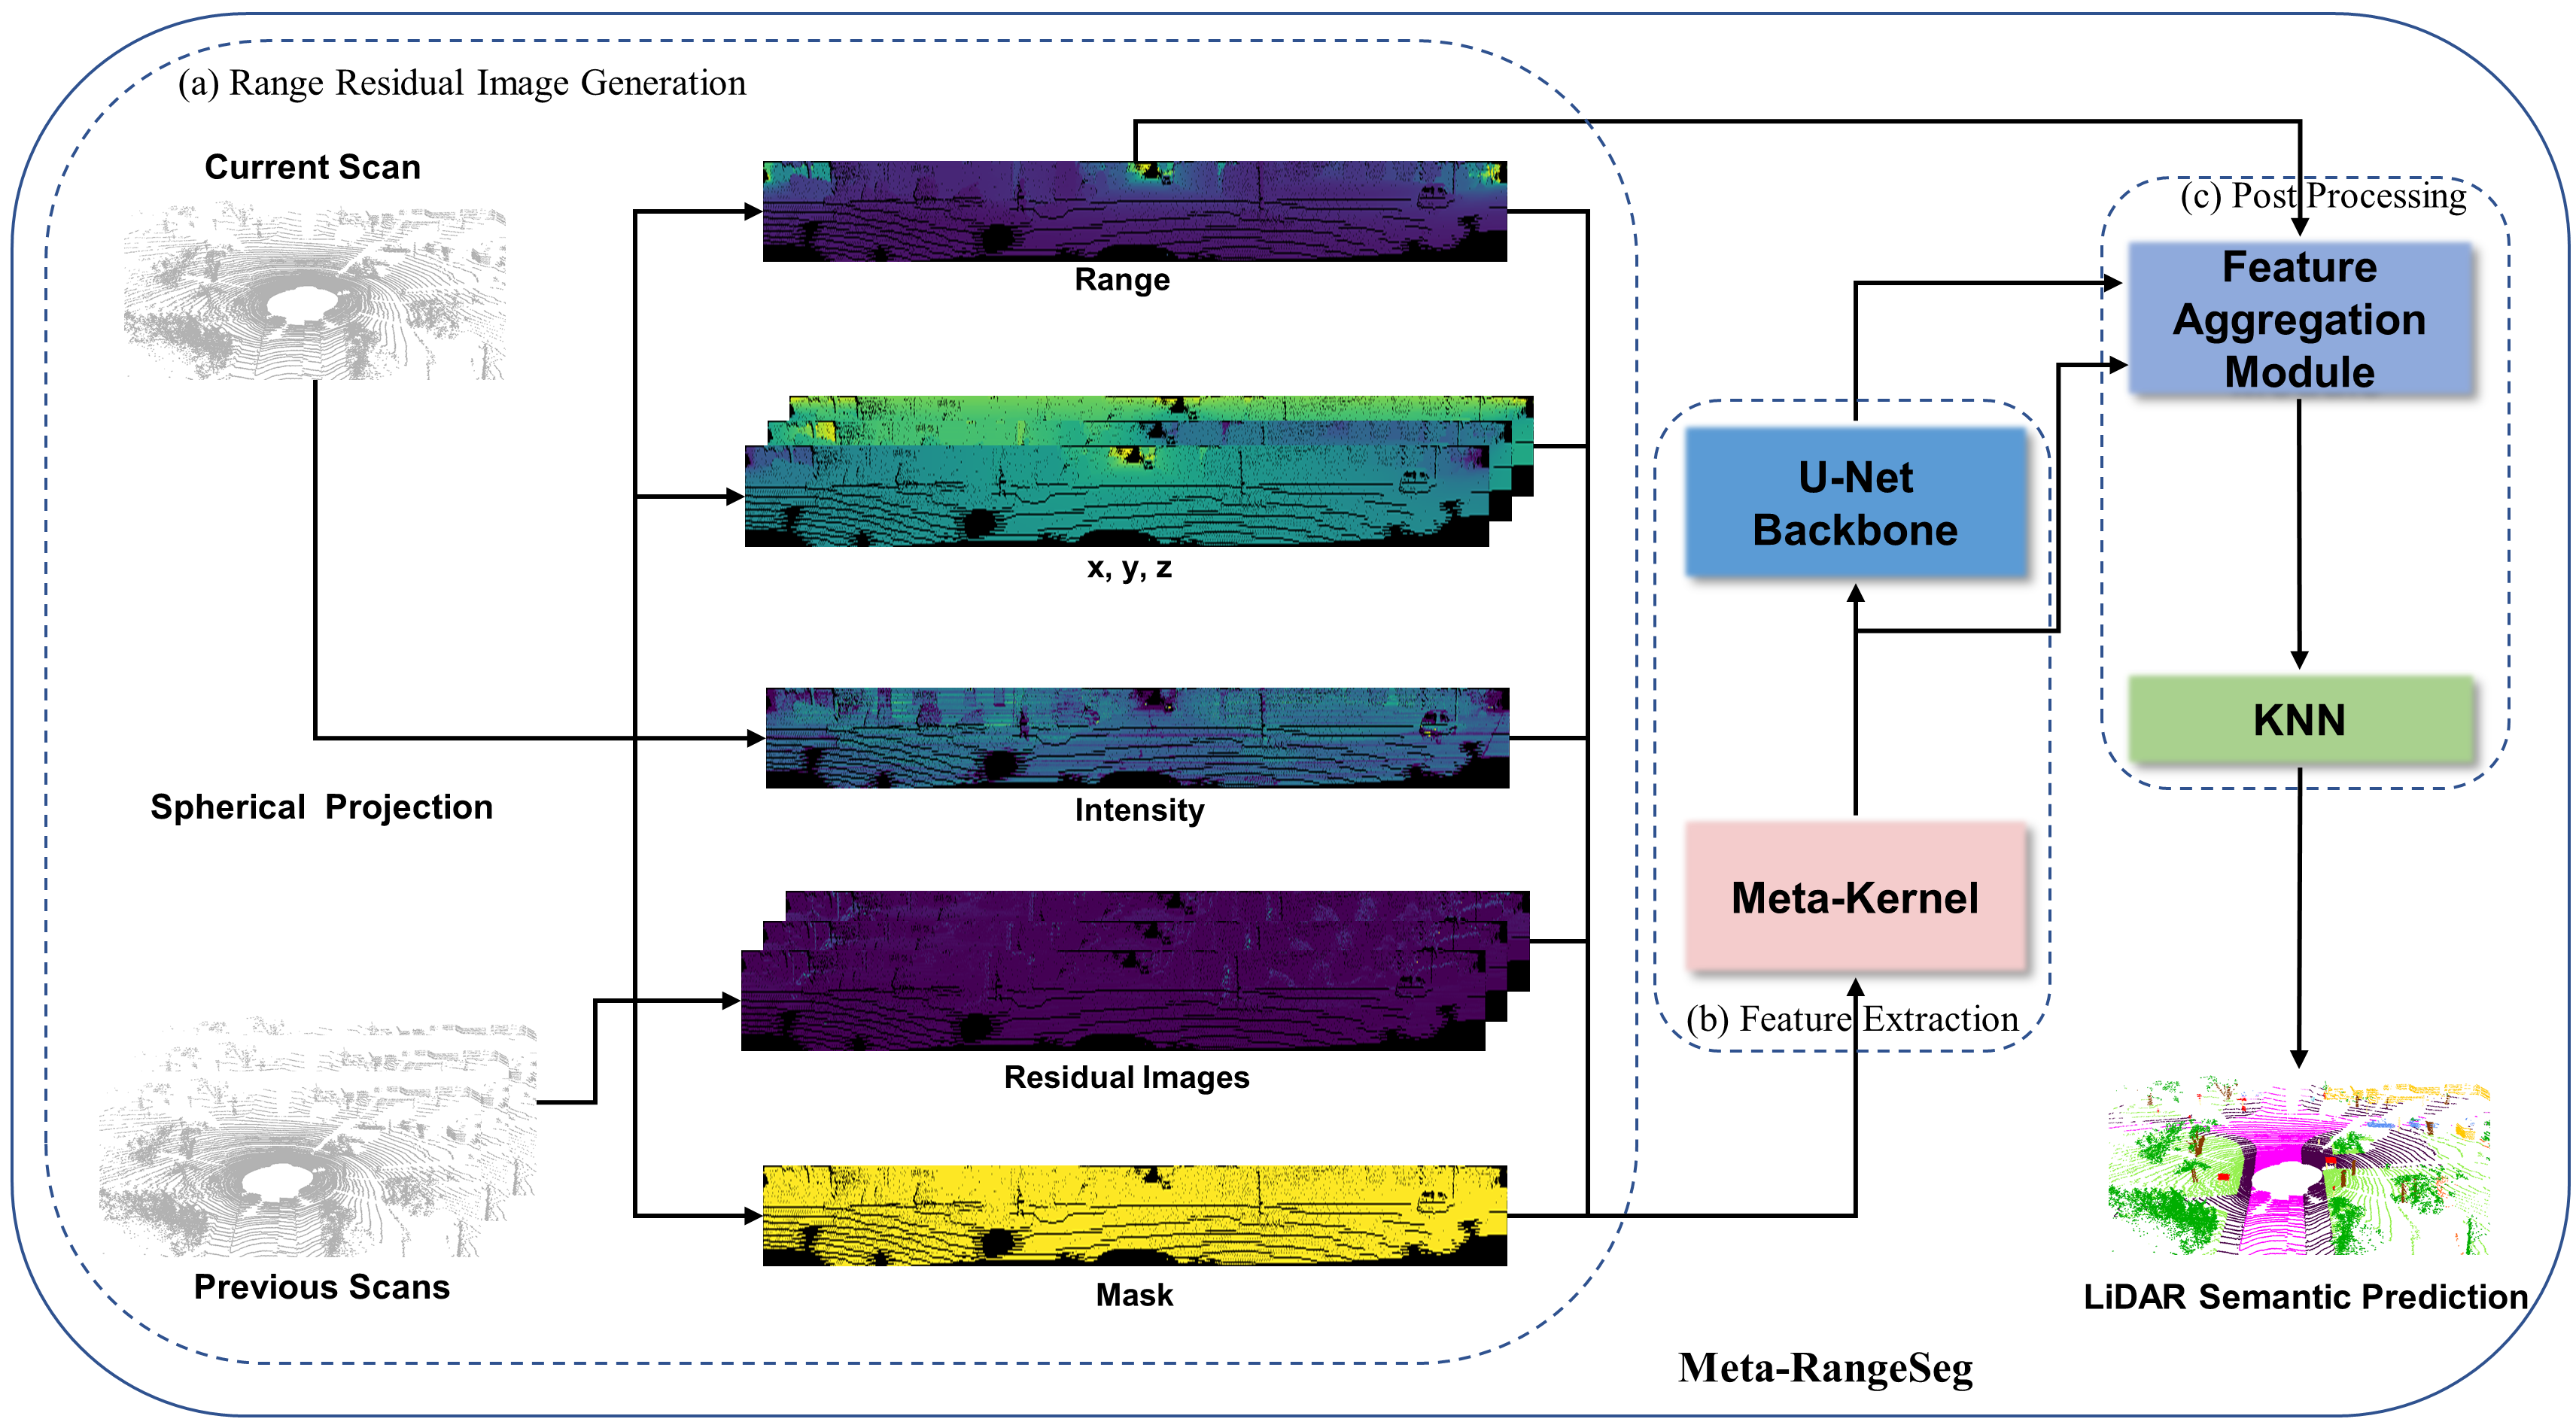 (a) Range Residual Image Generation
Current Scan
Range
x, y, z
Spherical Projection
Intensity
Residual Images
Previous Scans
Mask
U-Net
Backbone
Meta-Kernel
(b) Feature Extraction
(c) Post Processing
Feature
Aggregation
Module
KNN
LiDAR Semantic Prediction
Meta-RangeSeg